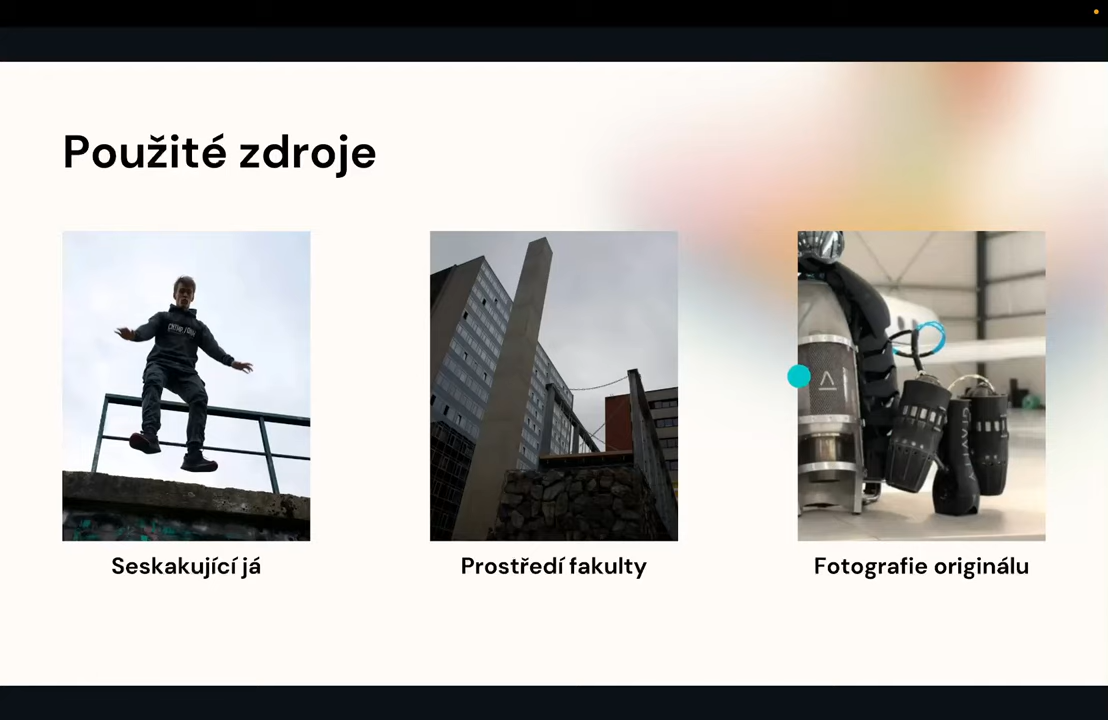 Použité zdroje
Seskakující já
Prostředí fakulty
Fotografie originálu